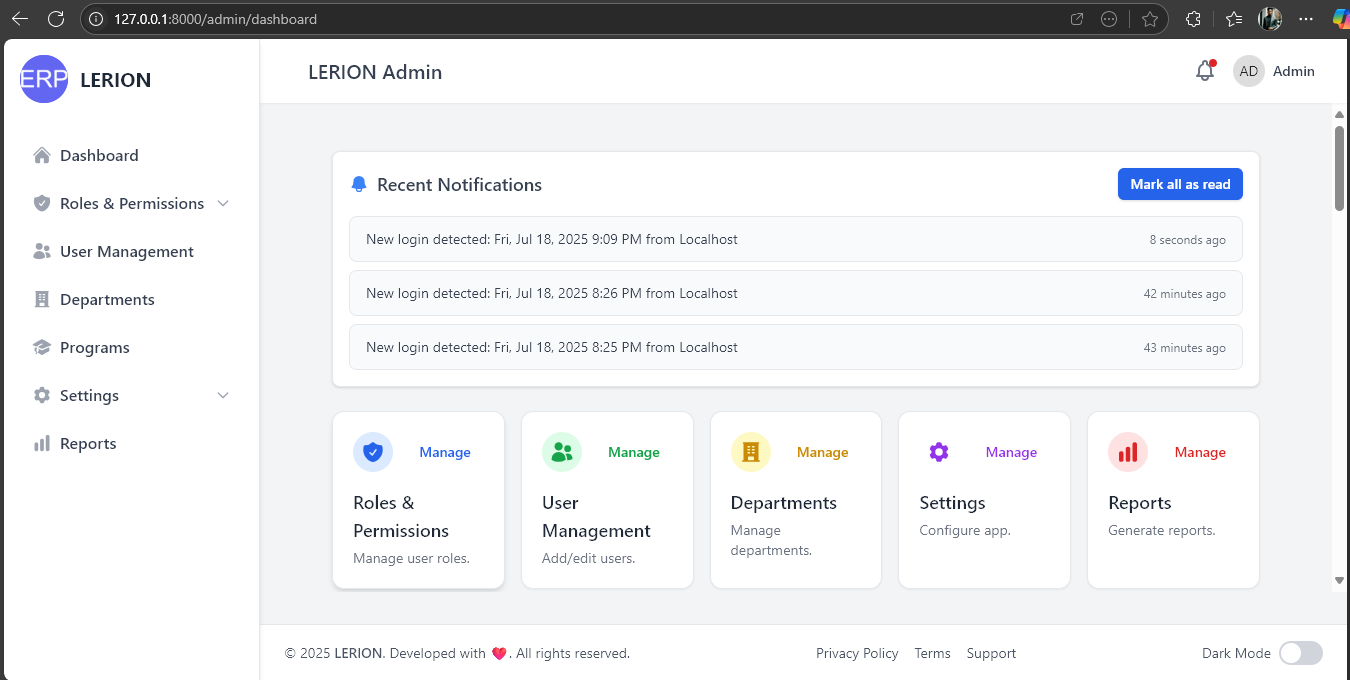 127.0.0.1:8000/admin/dashboard
ERP LERION
LERION Admin
AD Admin
Dashboard
Roles & Permissions
User Management
Departments
Programs
Settings
Reports
Recent Notifications
Mark all as read
New login detected: Fri, Jul 18, 2025 9:09 PM from Localhost 8 seconds ago
New login detected: Fri, Jul 18, 2025 8:26 PM from Localhost 42 minutes ago
New login detected: Fri, Jul 18, 2025 8:25 PM from Localhost 43 minutes ago
Manage
Roles &
Permissions
Manage user roles.
Manage
User
Management
Add/edit users.
Manage
Departments
Manage
departments.
Manage
Settings
Configure app.
Manage
Reports
Generate reports.
© 2025 LERION. Developed with ❤️. All rights reserved.
Privacy Policy Terms Support
Dark Mode